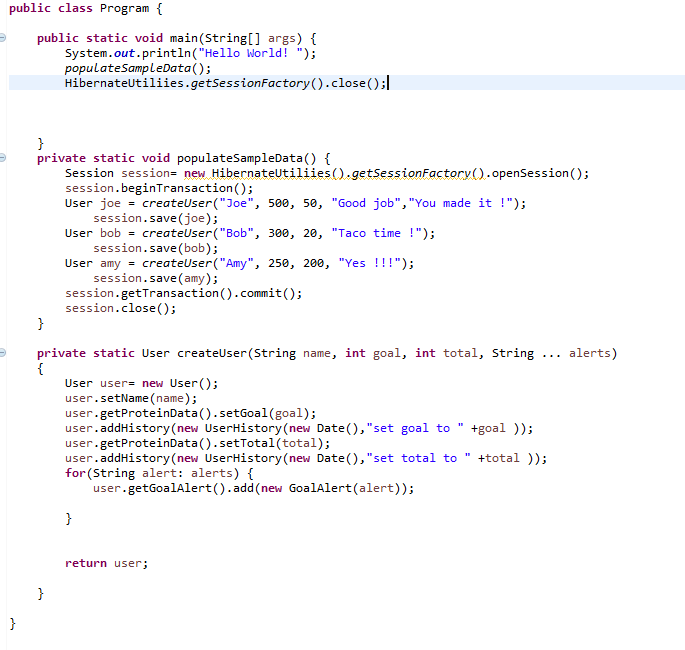 public class Program {
public static void main(String[] args) {
System.out.println("Hello World! ");
populateSampleData();
HibernateUtiliies.getSessionFactory().close();
}
private static void populateSampleData() {
Session session= new HibernateUtiliies().getSessionFactory().openSession();
session.beginTransaction();
User joe = createUser("Joe", 500, 50, "Good job","You made it !");
session.save(joe);
User bob = createUser("Bob", 300, 20, "Taco time !");
session.save(bob);
User amy = createUser("Amy", 250, 200, "Yes !!!");
session.save(amy);
session.getTransaction().commit();
session.close();
}
private static User createUser(String name, int goal, int total, String ... alerts)
{
User user= new User();
user.setName(name);
user.getProteinData().setGoal(goal);
user.addHistory(new UserHistory(new Date(),"set goal to " +goal ));
user.getProteinData().setTotal(total);
user.addHistory(new UserHistory(new Date(),"set total to " +total ));
for(String alert: alerts) {
user.getGoalAlert().add(new GoalAlert(alert));
}
return user;
}
}